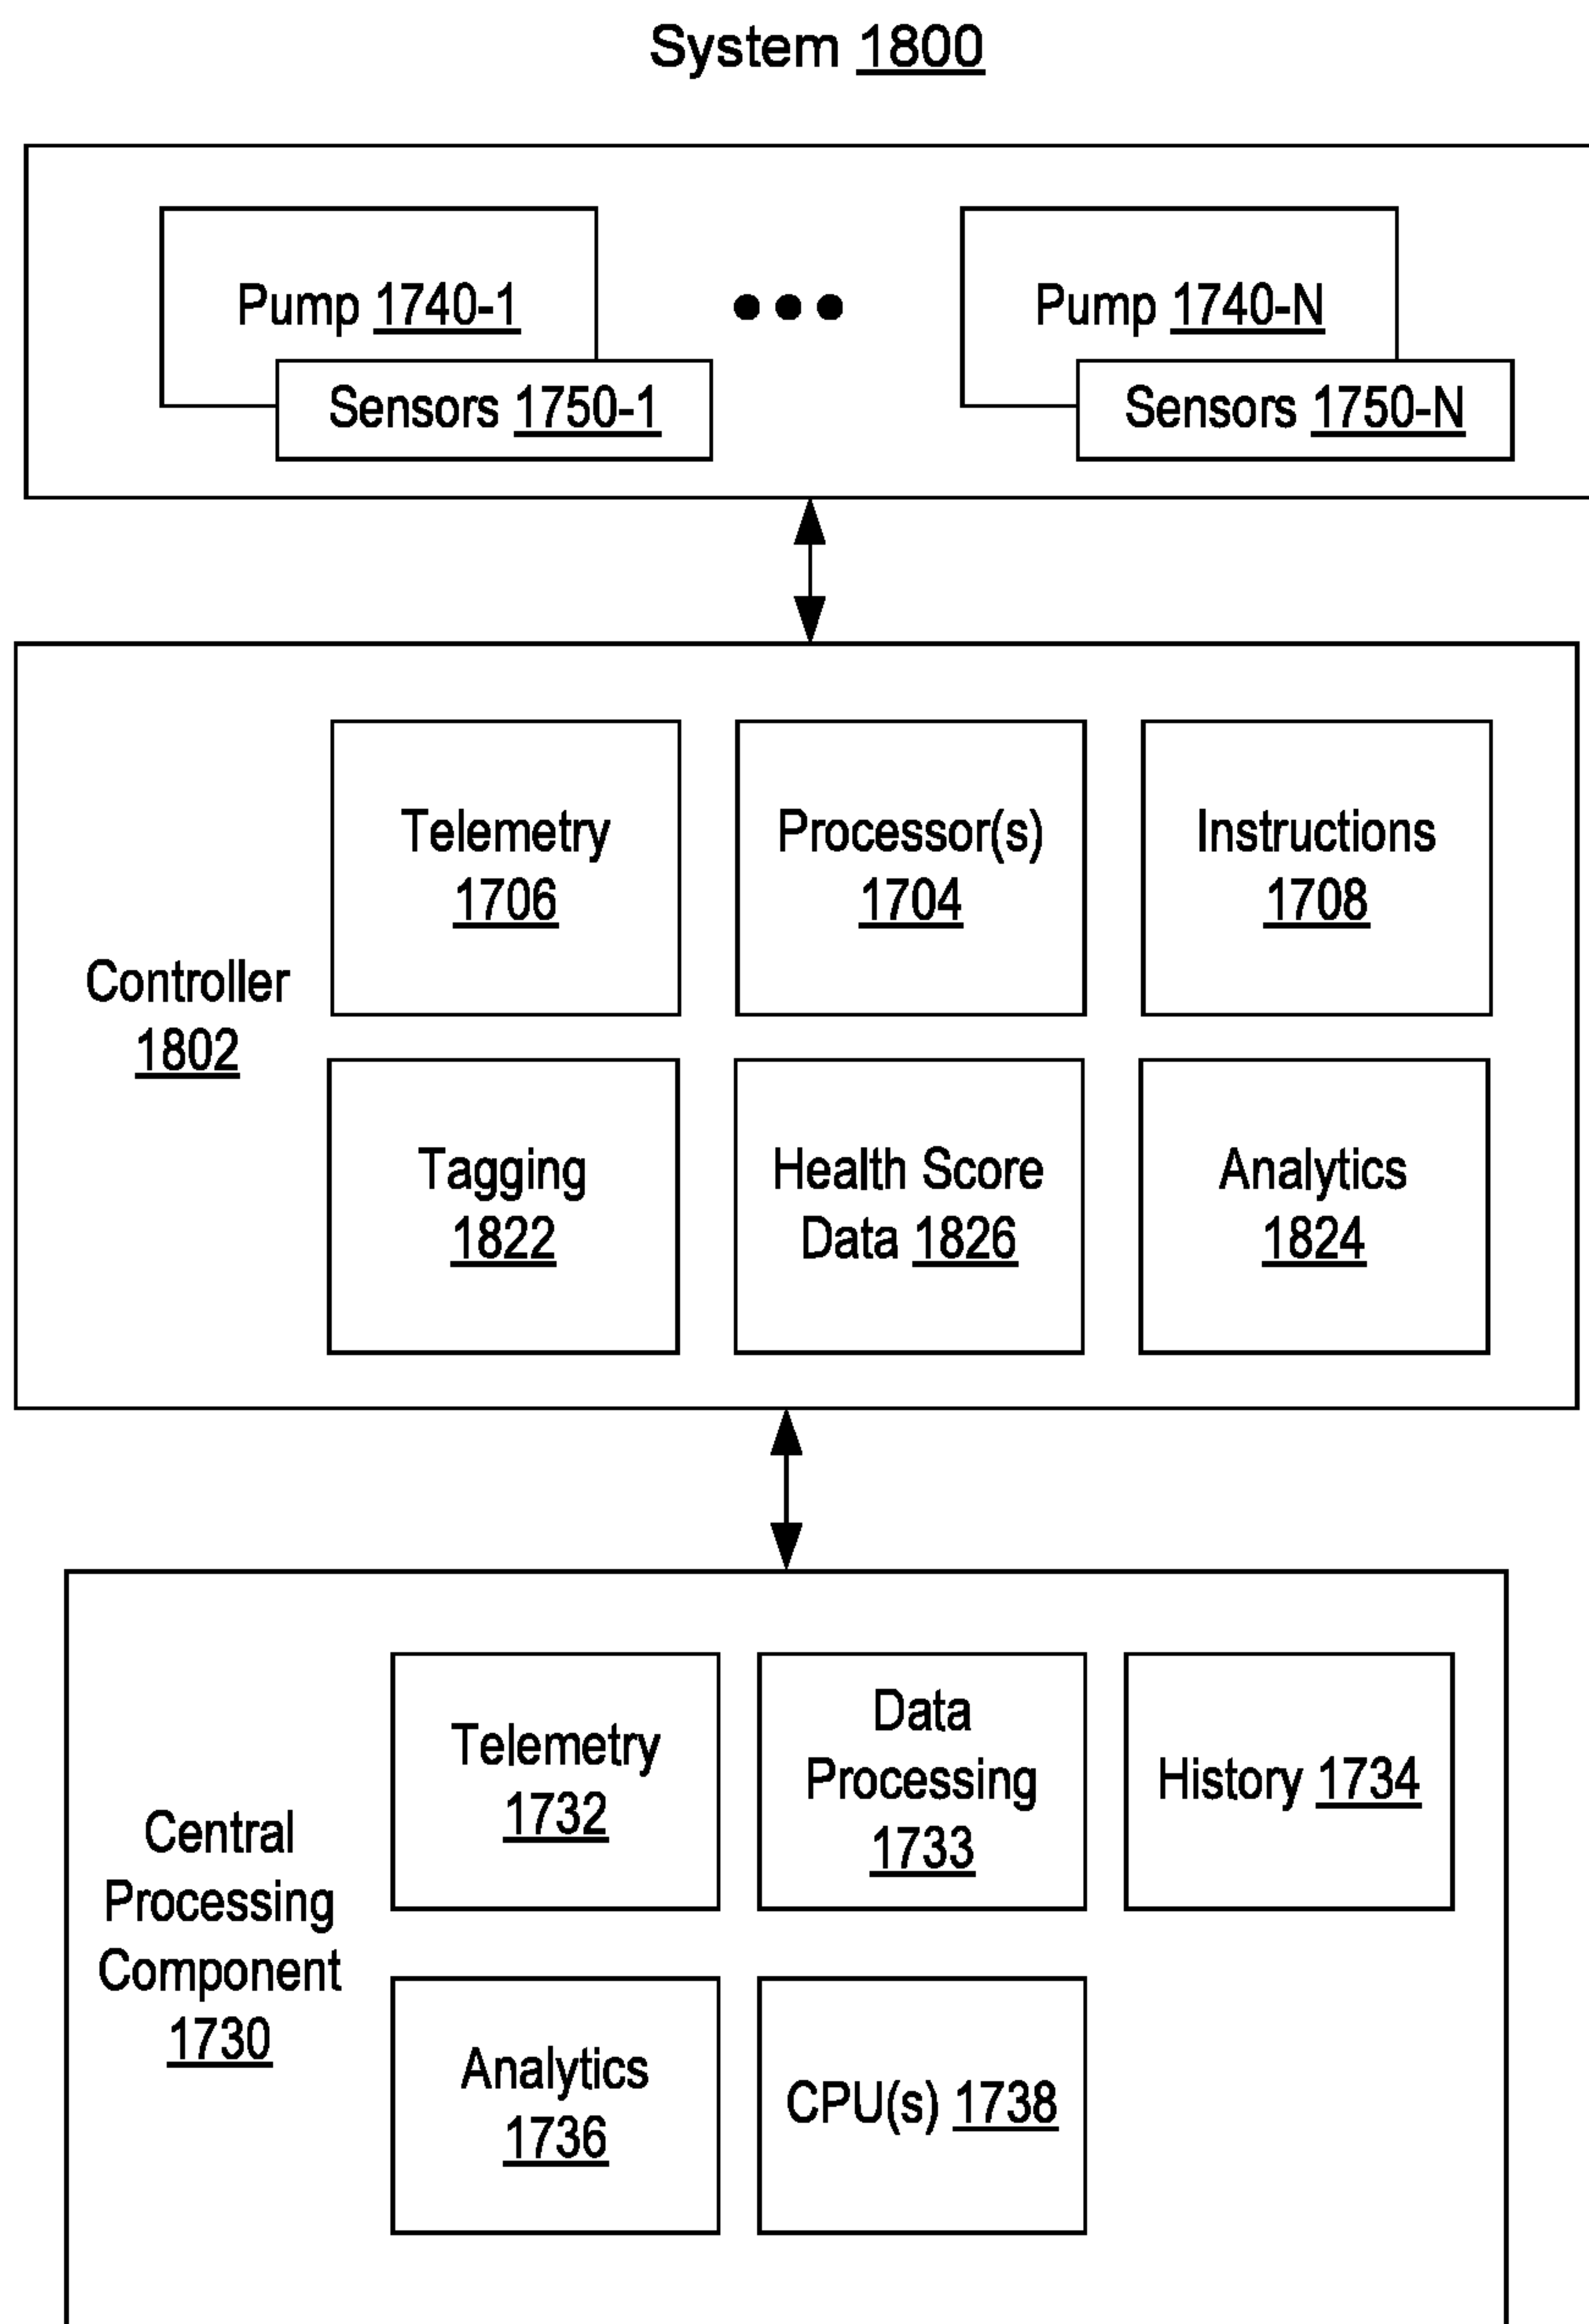 System 1800
Pump 1740-1
Sensors 1750-1
Pump 1740-N
Sensors 1750-N
Controller
1802
Telemetry
1706
Processor(s)
1704
Instructions
1708
Tagging
1822
Health Score
Data 1826
Analytics
1824
Central
Processing
Component
1730
Telemetry
1732
Data
Processing
1733
History 1734
Analytics
1736
CPU(s) 1738